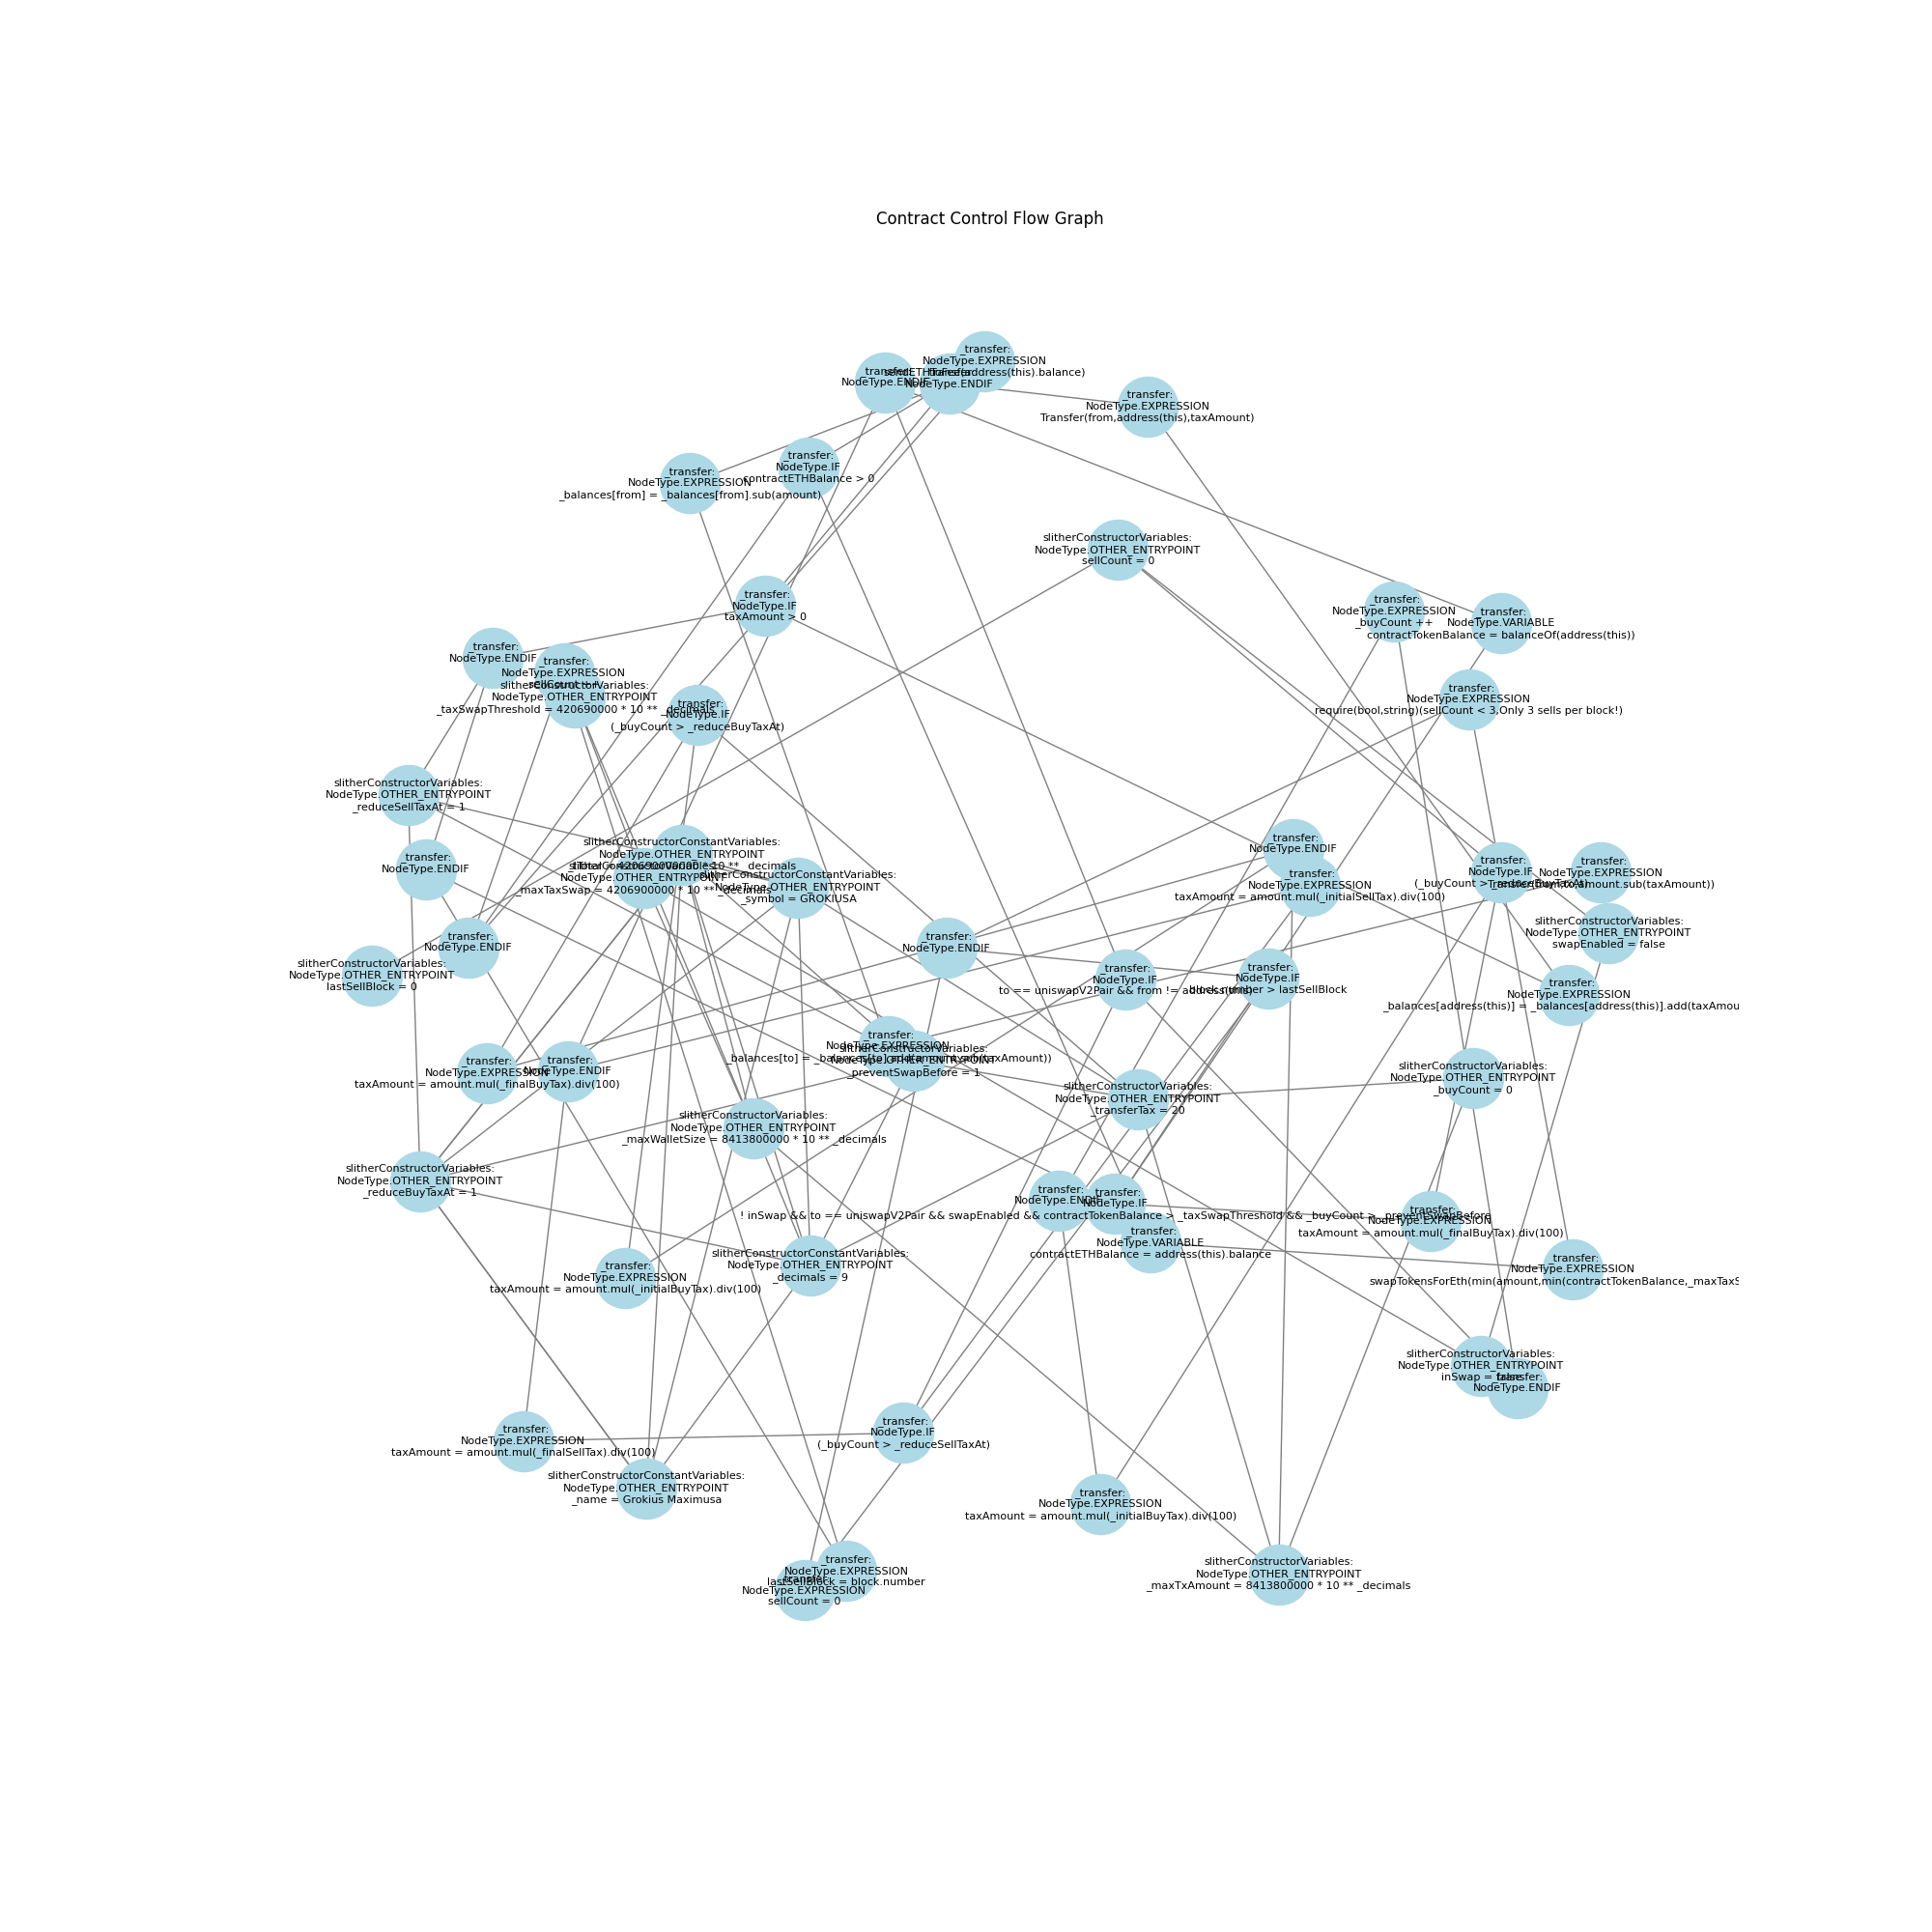 Contract Control Flow Graph
_transfer:
NodeType.EXPRESSION
sendETHToFee(address(this).balance)
_transfer:
NodeType.ENDIF
_transfer:
NodeType.ENDIF
_transfer:
NodeType.EXPRESSION
Transfer(from,address(this),taxAmount)
_transfer:
NodeType.IF
contractETHBalance > 0
_transfer:
NodeType.EXPRESSION
_balances[from] = _balances[from].sub(amount)
slitherConstructorVariables:
NodeType.OTHER_ENTRYPOINT
sellCount = 0
_transfer:
NodeType.IF
taxAmount > 0
_transfer:
NodeType.EXPRESSION
_buyCount ++
_transfer:
NodeType.VARIABLE
contractTokenBalance = balanceOf(address(this))
_transfer:
NodeType.ENDIF
_transfer:
NodeType.EXPRESSION
sellCount ++
slitherConstructorVariables:
NodeType.OTHER_ENTRYPOINT
_taxSwapThreshold = 420690000 * 10 ** _decimals
_transfer:
NodeType.IF
(_buyCount > _reduceBuyTaxAt)
_transfer:
NodeType.EXPRESSION
require(bool,string)(sellCount < 3,Only 3 sells per block!)
slitherConstructorVariables:
NodeType.OTHER_ENTRYPOINT
_reduceSellTaxAt = 1
slitherConstructorConstantVariables:
NodeType.OTHER_ENTRYPOINT
_tTotal = 420690000000 * 10 ** _decimals
slitherConstructorVariables:
NodeType.OTHER_ENTRYPOINT
_maxTaxSwap = 4206900000 * 10 ** _decimals
slitherConstructorConstantVariables:
NodeType.OTHER_ENTRYPOINT
_symbol = GROKIUSA
_transfer:
NodeType.ENDIF
_transfer:
NodeType.ENDIF
_transfer:
NodeType.EXPRESSION
taxAmount = amount.mul(_initialSellTax).div(100)
_transfer:
NodeType.IF
(_buyCount > _reduceBuyTaxAt)
_transfer:
NodeType.EXPRESSION
Transfer(from,to,amount.sub(taxAmount))
slitherConstructorVariables:
NodeType.OTHER_ENTRYPOINT
swapEnabled = false
_transfer:
NodeType.ENDIF
_transfer:
NodeType.ENDIF
slitherConstructorVariables:
NodeType.OTHER_ENTRYPOINT
lastSellBlock = 0
_transfer:
NodeType.IF
to == uniswapV2Pair && from != address(this)
_transfer:
NodeType.IF
block.number > lastSellBlock
_transfer:
NodeType.EXPRESSION
_balances[address(this)] = _balances[address(this)].add(taxAmou
_transfer:
NodeType.EXPRESSION
_balances[to] = _balances[to].add(amount.sub(taxAmount))
slitherConstructorVariables:
NodeType.OTHER_ENTRYPOINT
_preventSwapBefore = 1
_transfer:
NodeType.EXPRESSION
taxAmount = amount.mul(_finalBuyTax).div(100)
_transfer:
NodeType.ENDIF
slitherConstructorVariables:
NodeType.OTHER_ENTRYPOINT
_buyCount = 0
slitherConstructorVariables:
NodeType.OTHER_ENTRYPOINT
_transferTax = 20
slitherConstructorVariables:
NodeType.OTHER_ENTRYPOINT
_maxWalletSize = 8413800000 * 10 ** _decimals
slitherConstructorVariables:
NodeType.OTHER_ENTRYPOINT
_reduceBuyTaxAt = 1
_transfer:
NodeType.ENDIF
_transfer:
NodeType.IF
! inSwap && to == uniswapV2Pair && swapEnabled && contractTokenBalance > _taxSwapThreshold && _buyCount > _preventSwapBefore
_transfer:
NodeType.EXPRESSION
taxAmount = amount.mul(_finalBuyTax).div(100)
_transfer:
NodeType.VARIABLE
contractETHBalance = address(this).balance
slitherConstructorConstantVariables:
NodeType.OTHER_ENTRYPOINT
_decimals = 9
_transfer:
NodeType.EXPRESSION
taxAmount = amount.mul(_initialBuyTax).div(100)
_transfer:
NodeType.EXPRESSION
swapTokensForEth(min(amount,min(contractTokenBalance,_maxTaxS
slitherConstructorVariables:
NodeType.OTHER_ENTRYPOINT
inSwap = false
_transfer:
NodeType.ENDIF
_transfer:
NodeType.IF
(_buyCount > _reduceSellTaxAt)
_transfer:
NodeType.EXPRESSION
taxAmount = amount.mul(_finalSellTax).div(100)
slitherConstructorConstantVariables:
NodeType.OTHER_ENTRYPOINT
_name = Grokius Maximusa
_transfer:
NodeType.EXPRESSION
taxAmount = amount.mul(_initialBuyTax).div(100)
_transfer:
NodeType.EXPRESSION
lastSellBlock = block.number
_transfer:
NodeType.EXPRESSION
sellCount = 0
slitherConstructorVariables:
NodeType.OTHER_ENTRYPOINT
_maxTxAmount = 8413800000 * 10 ** _decimals